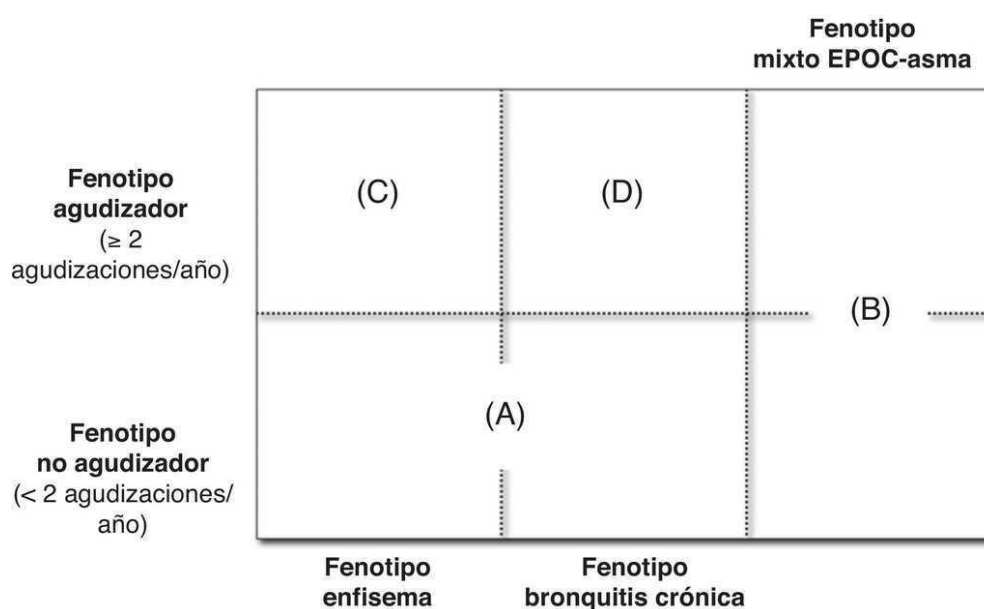 Fenotipo
mixto EPOC-asma
Fenotipo
agudizador
(≥ 2
agudizaciones/año)
(C)
(D)
(B)
Fenotipo
no agudizador
(< 2 agudizaciones/
año)
(A)
Fenotipo
enfisema
Fenotipo
bronquitis crónica